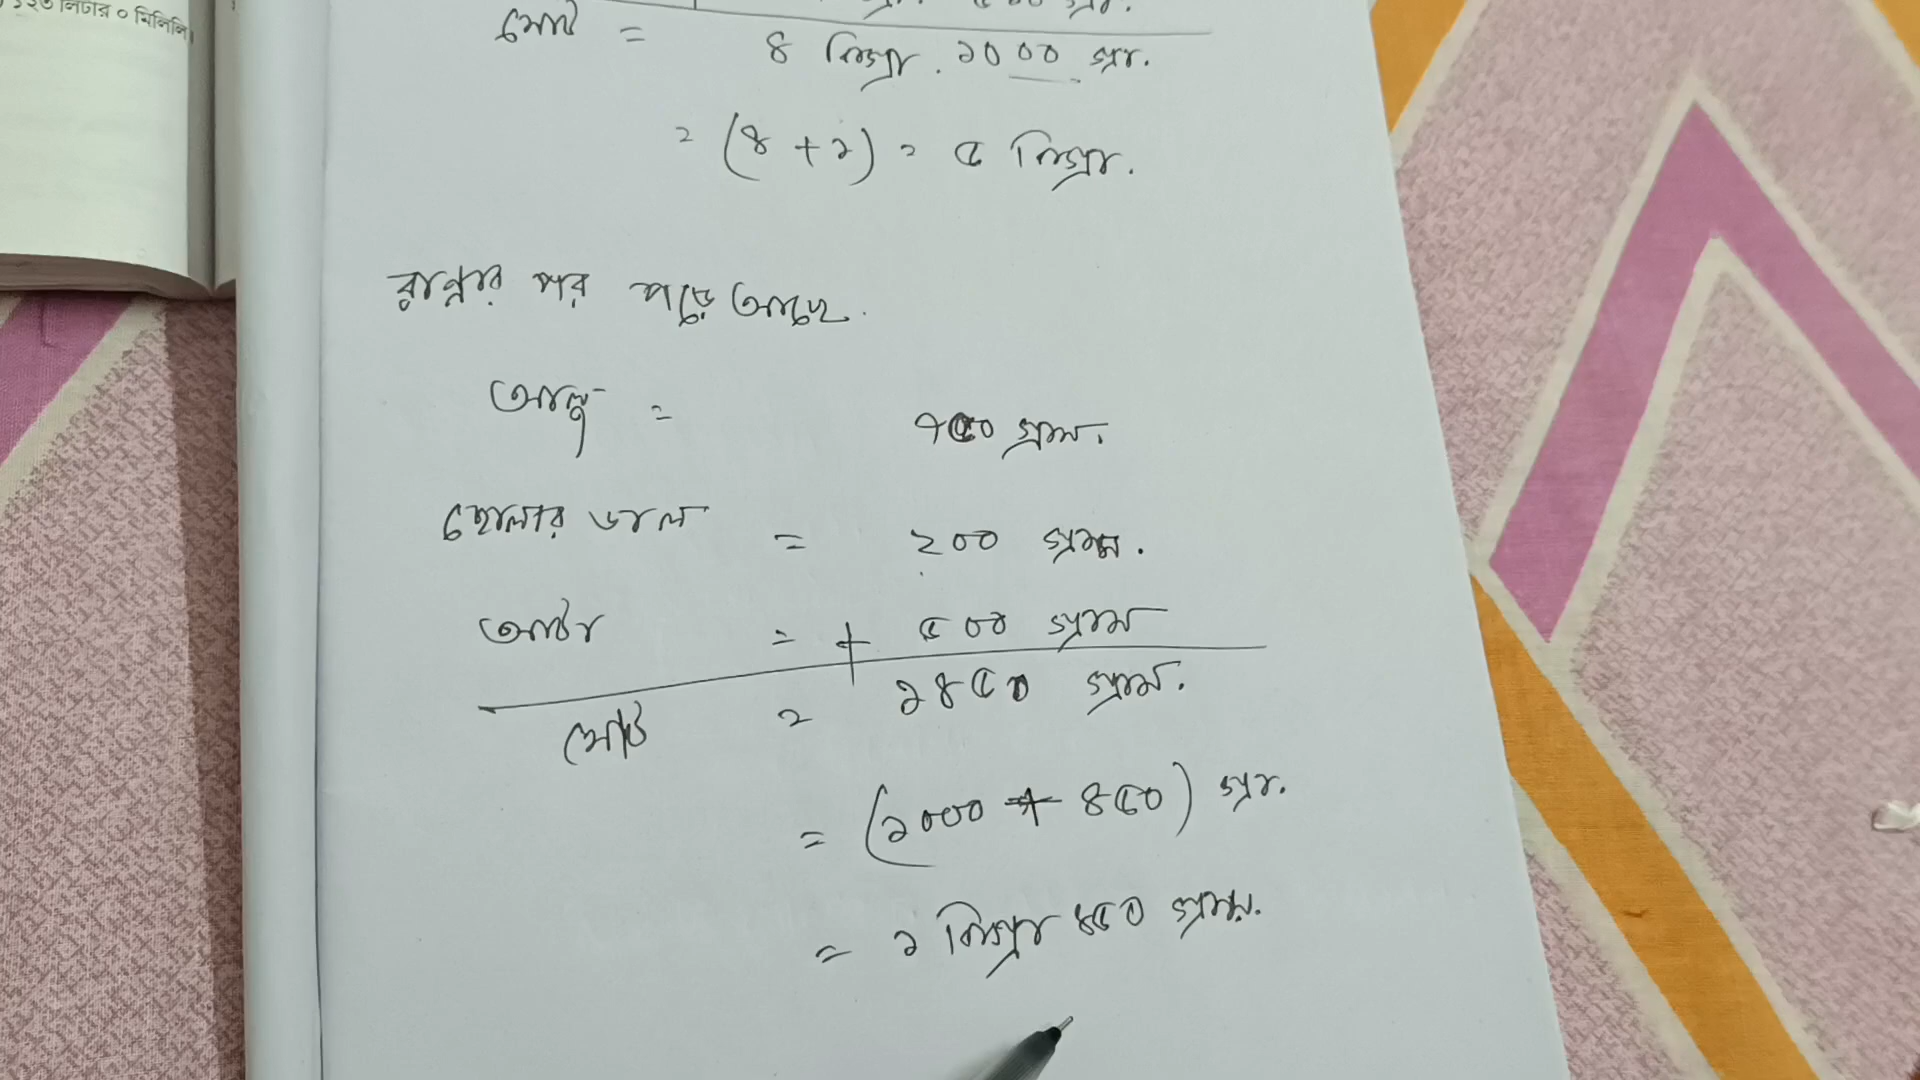 ১২৩ লিটার ০ মিলিলি।
মোট = ৪ কিগ্রা. ১০০০ গ্রা.
= (৪ + ১) = ৫ কিগ্রা.
রান্নার পর পড়ে আছে.
আলু = ৭৫০ গ্রাম.
ছোলার ডাল = ২০০ গ্রাম.
আটা = + ৫০০ গ্রাম
মোট = ১৪৫০ গ্রাম.
= (১০০০ + ৪৫০) গ্রা.
= ১ কিগ্রা ৪৫০ গ্রাম.